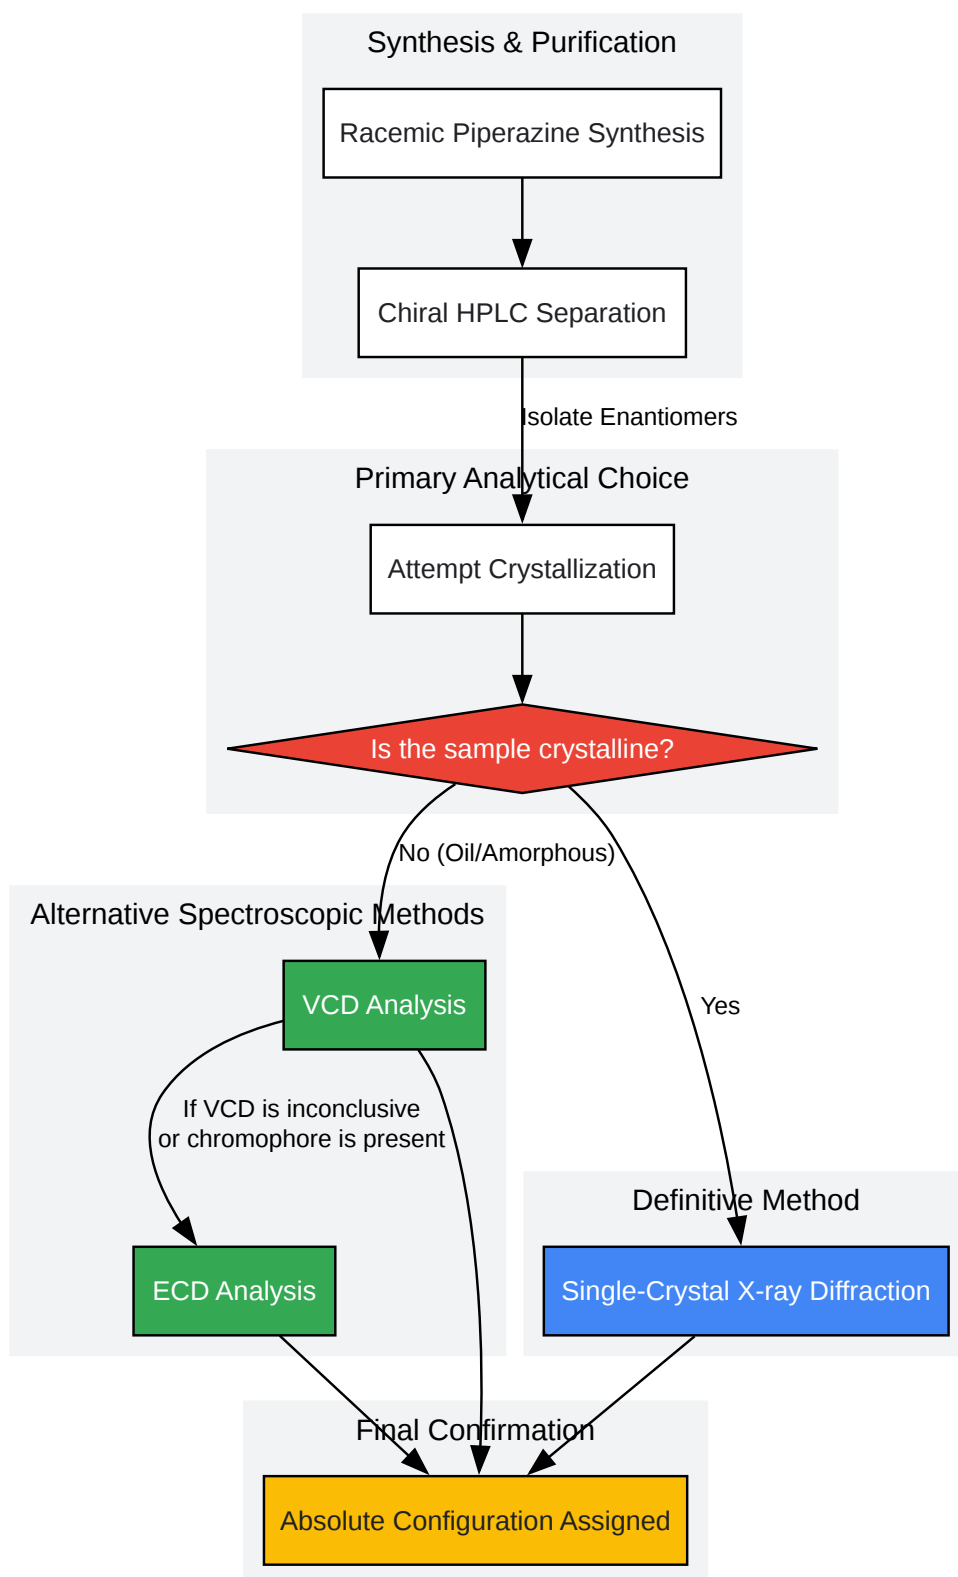 Synthesis & Purification
Racemic Piperazine Synthesis
Chiral HPLC Separation
Isolate Enantiomers
Primary Analytical Choice
Attempt Crystallization
Is the sample crystalline?
No (Oil/Amorphous)
Alternative Spectroscopic Methods
VCD Analysis
Yes
If VCD is inconclusive
or chromophore is present
Definitive Method
ECD Analysis
Single-Crystal X-ray Diffraction
Final Confirmation
Absolute Configuration Assigned